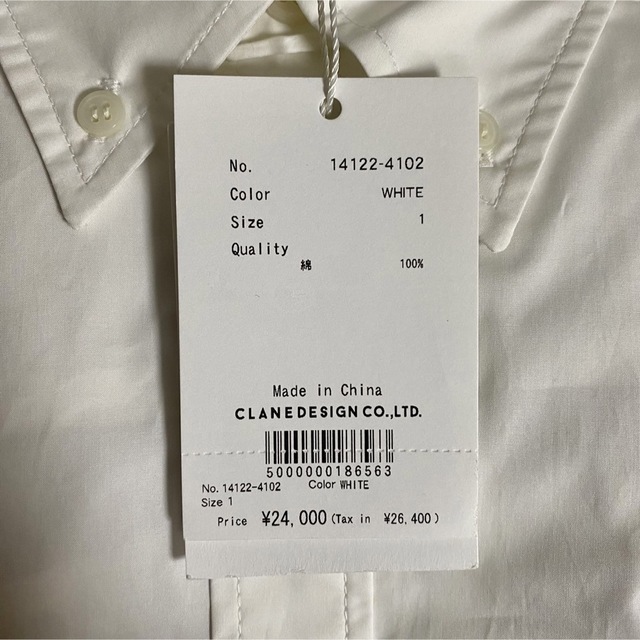 No. 14122-4102
Color WHITE
Size 1
Quality
綿 100%
Made in China
CLANEDESIGN CO.,LTD.
5000000186563
No. 14122-4102 Color WHITE
Size 1
Price ¥24,000 (Tax in ¥26,400)